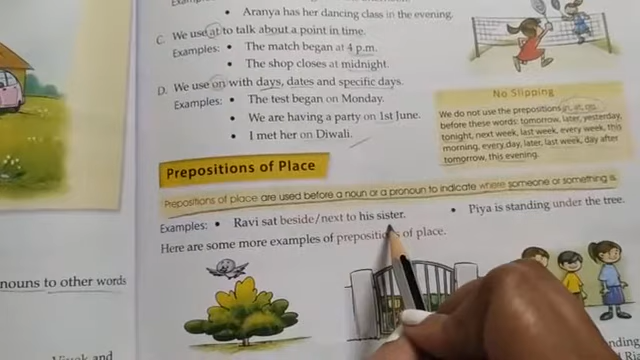 Aranya has her dancing class in the evening.
C. We use at to talk about a point in time.
Examples: • The match began at 4 p.m.
• The shop closes at midnight.
D. We use on with days, dates and specific days.
Examples: • The test began on Monday.
• We are having a party on 1st June.
• I met her on Diwali.
No Slipping
We do not use the prepositions in, at, on,
before these words: tomorrow, later, yesterday,
tonight, next week, last week, every week, this
morning, every day, later, last week, day after
tomorrow, this evening.
Prepositions of Place
Prepositions of place are used before a noun or a pronoun to indicate where someone or something is.
Examples: • Ravi sat beside/next to his sister.
• Piya is standing under the tree.
Here are some more examples of prepositions of place.
nouns to other words
and